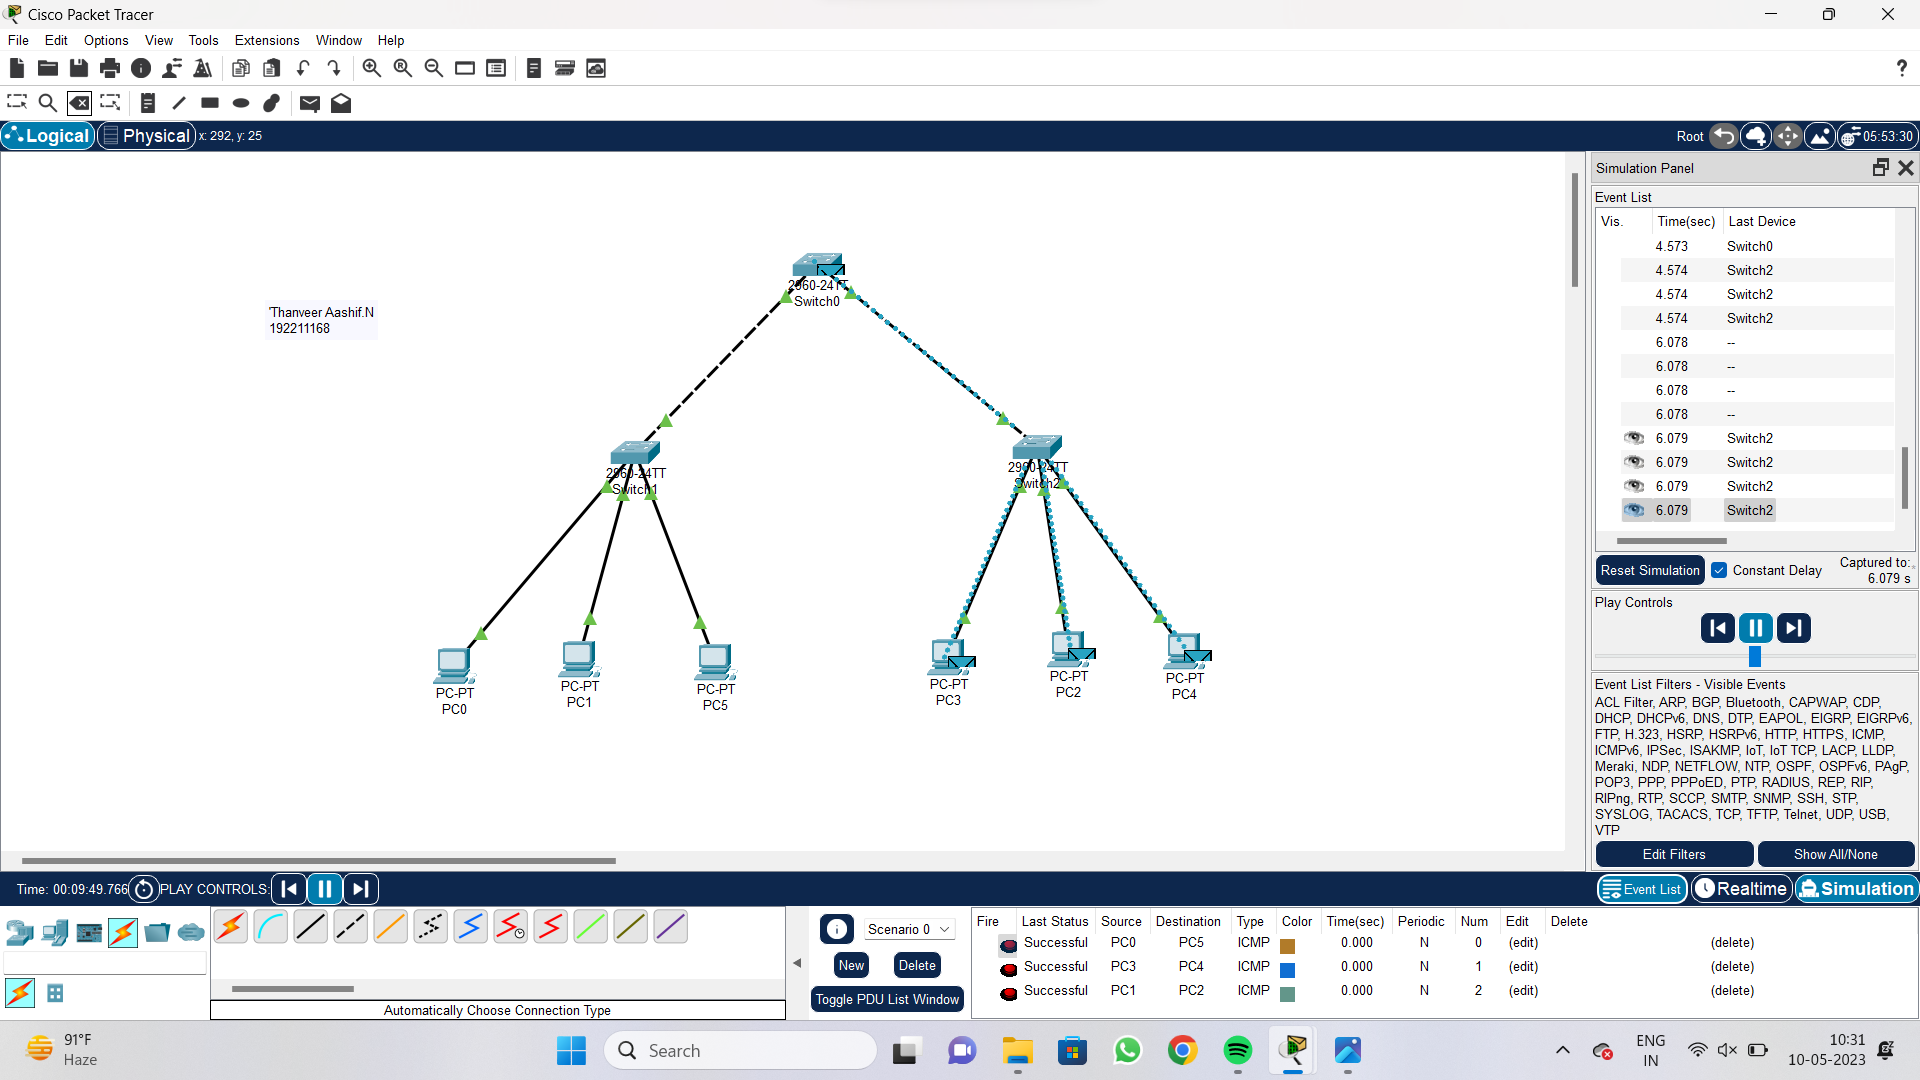 Cisco Packet Tracer
File Edit Options View Tools Extensions Window Help
?
Logical Physical x: 292, y: 25 Root 05:53:30
Simulation Panel
Event List
Vis. Time(sec) Last Device
4.573 Switch0
4.574 Switch2
4.574 Switch2
4.574 Switch2
6.078 --
6.078 --
6.078 --
6.078 --
6.079 Switch2
6.079 Switch2
6.079 Switch2
6.079 Switch2
Reset Simulation Constant Delay Captured to:
6.079 s
Play Controls
Event List Filters - Visible Events
ACL Filter, ARP, BGP, Bluetooth, CAPWAP, CDP,
DHCP, DHCPv6, DNS, DTP, EAPOL, EIGRP, EIGRPv6,
FTP, H.323, HSRP, HSRPv6, HTTP, HTTPS, ICMP,
ICMPv6, IPSec, ISAKMP, IoT, IoT TCP, LACP, LLDP,
Meraki, NDP, NETFLOW, NTP, OSPF, OSPFv6, PAgP,
POP3, PPP, PPPoED, PTP, RADIUS, REP, RIP,
RIPng, RTP, SCCP, SMTP, SNMP, SSH, STP,
SYSLOG, TACACS, TCP, TFTP, Telnet, UDP, USB,
VTP
Edit Filters Show All/None
2960-24TT
Switch0
'Thanveer Aashif.N
192211168
2960-24TT
Switch1
2960-24TT
Switch2
PC-PT
PC0
PC-PT
PC1
PC-PT
PC5
PC-PT
PC3
PC-PT
PC2
PC-PT
PC4
Time: 00:09:49.766 PLAY CONTROLS: Event List Realtime Simulation
Automatically Choose Connection Type
Scenario 0
New Delete
Toggle PDU List Window
Fire Last Status Source Destination Type Color Time(sec) Periodic Num Edit Delete
Successful PC0 PC5 ICMP 0.000 N 0 (edit) (delete)
Successful PC3 PC4 ICMP 0.000 N 1 (edit) (delete)
Successful PC1 PC2 ICMP 0.000 N 2 (edit) (delete)
91°F
Haze
Search
ENG
IN
10:31
10-05-2023